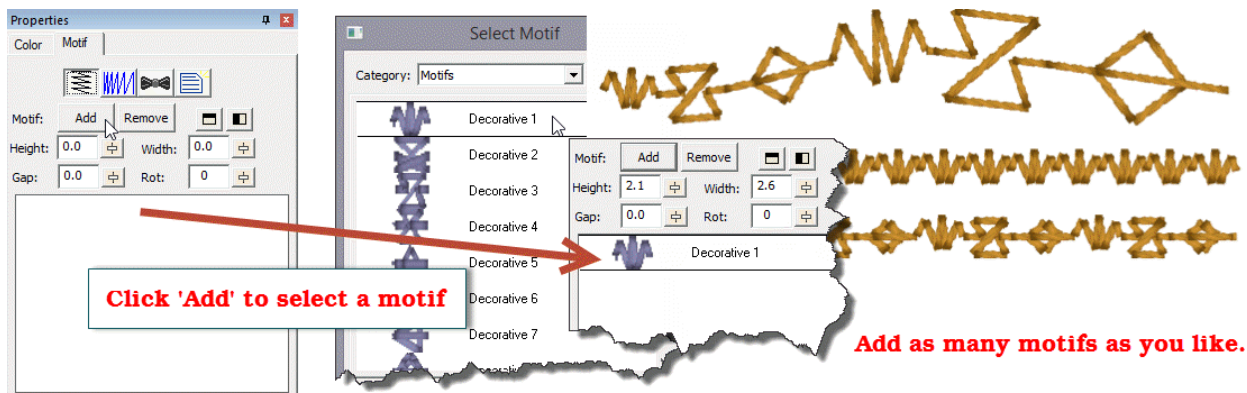 Properties
Color Motif
Motif: Add Remove
Height: 0.0 Width: 0.0
Gap: 0.0 Rot: 0
Select Motif
Category: Motifs
Decorative 1
Decorative 2
Decorative 3
Decorative 4
Decorative 5
Decorative 6
Decorative 7
Motif: Add Remove
Height: 2.1 Width: 2.6
Gap: 0.0 Rot: 0
Decorative 1
Click 'Add' to select a motif
Add as many motifs as you like.